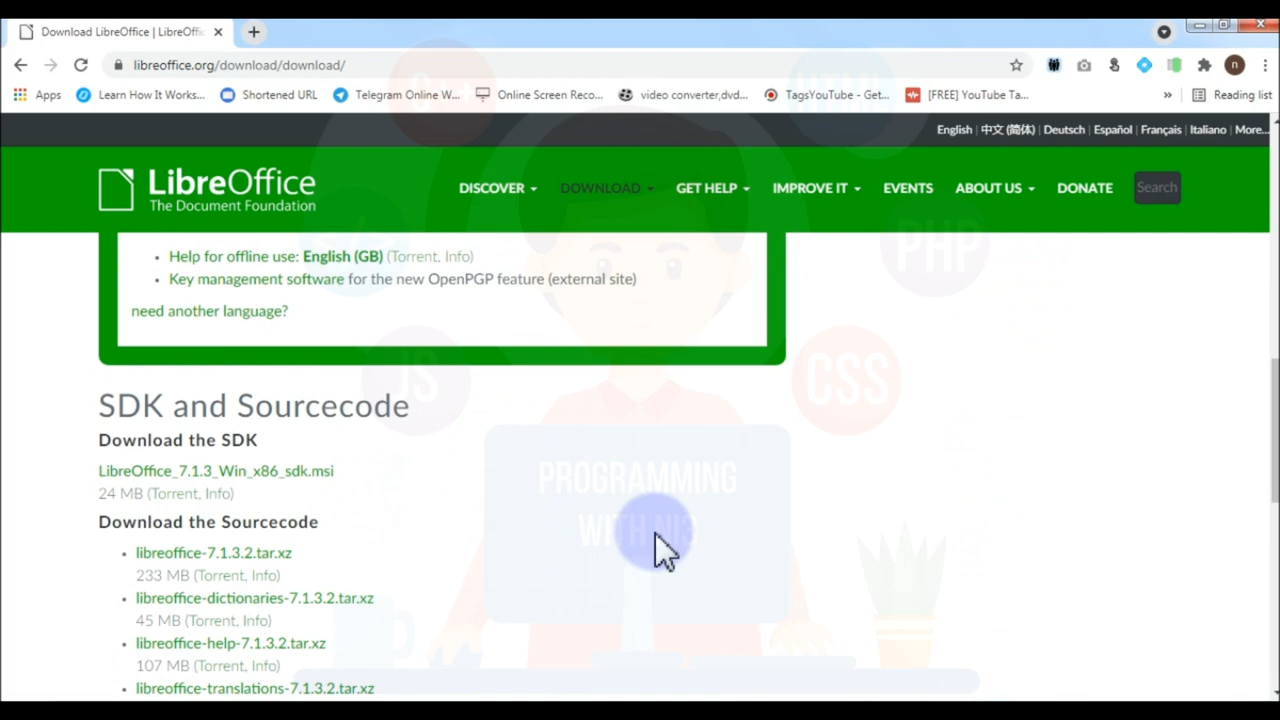 Download LibreOffice | LibreOffic
libreoffice.org/download/download/
n
Apps
Learn How It Works...
Shortened URL
Telegram Online W...
Online Screen Reco...
video converter,dvd...
TagsYouTube - Get...
[FREE] YouTube Ta...
»
Reading list
English | 中文 (简体) | Deutsch | Español | Français | Italiano | More...
LibreOffice
The Document Foundation
DISCOVER
DOWNLOAD
GET HELP
IMPROVE IT
EVENTS
ABOUT US
DONATE
Search
HTML
PHP
Help for offline use: English (GB) (Torrent, Info)
Key management software for the new OpenPGP feature (external site)
need another language?
JS
CSS
SDK and Sourcecode
Download the SDK
LibreOffice_7.1.3_Win_x86_sdk.msi
24 MB (Torrent, Info)
PROGRAMMING
WITH NI3
Download the Sourcecode
libreoffice-7.1.3.2.tar.xz
233 MB (Torrent, Info)
libreoffice-dictionaries-7.1.3.2.tar.xz
45 MB (Torrent, Info)
libreoffice-help-7.1.3.2.tar.xz
107 MB (Torrent, Info)
libreoffice-translations-7.1.3.2.tar.xz